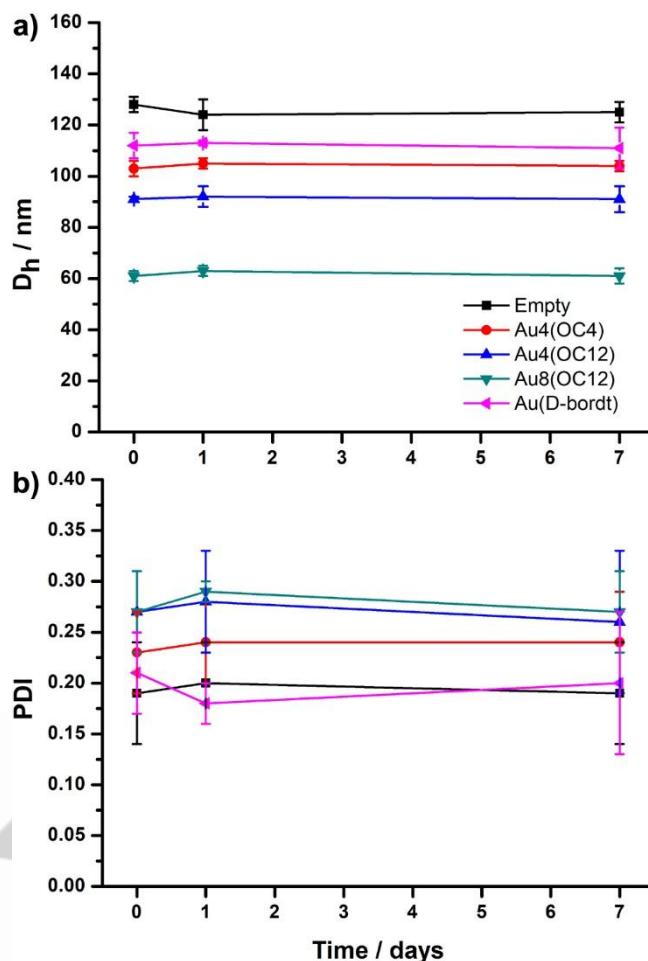 a)
160
140
120
100
80
60
40
20
0
D_h / nm
Empty
Au4(OC4)
Au4(OC12)
Au8(OC12)
Au(D-bordt)
0 1 2 3 4 5 6 7
b)
0.40
0.35
0.30
0.25
0.20
0.15
0.10
0.05
0.00
PDI
0 1 2 3 4 5 6 7
Time / days